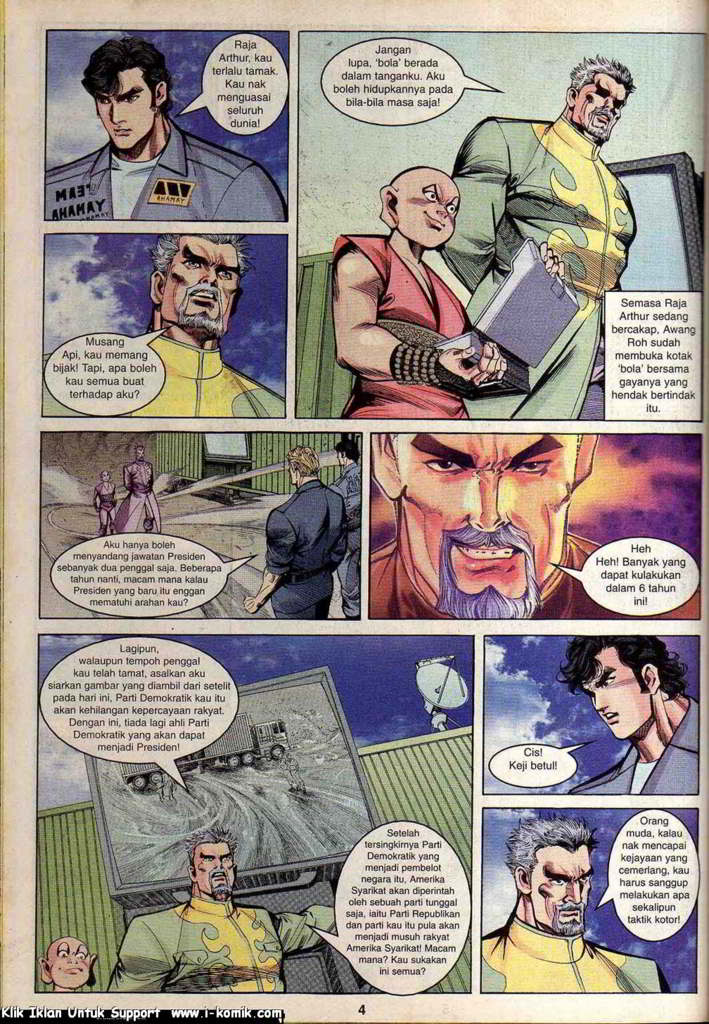 Raja
Arthur, kau
terlalu tamak.
Kau nak
menguasai
seluruh
dunia!
MA3T
AHAMAY
AHAMAY
Jangan
lupa, 'bola' berada
dalam tanganku. Aku
boleh hidupkannya pada
bila-bila masa saja!
Semasa Raja
Arthur sedang
bercakap, Awang
Roh sudah
membuka kotak
'bola' bersama
gayanya yang
hendak bertindak
itu.
Musang
Api, kau memang
bijak! Tapi, apa boleh
kau semua buat
terhadap aku?
Aku hanya boleh
menyandang jawatan Presiden
sebanyak dua penggal saja. Beberapa
tahun nanti, macam mana kalau
Presiden yang baru itu enggan
mematuhi arahan kau?
Heh
Heh! Banyak yang
dapat kulakukan
dalam 6 tahun
ini!
Lagipun,
walaupun tempoh penggal
kau telah tamat, asalkan aku
siarkan gambar yang diambil dari setelit
pada hari ini, Parti Demokratik kau itu
akan kehilangan kepercayaan rakyat.
Dengan ini, tiada lagi ahli Parti
Demokratik yang akan dapat
menjadi Presiden!
Setelah
tersingkirnya Parti
Demokratik yang
menjadi pembelot
negara itu, Amerika
Syarikat akan diperintah
oleh sebuah parti tunggal
saja, iaitu Parti Republikan
dan parti kau itu pula akan
menjadi musuh rakyat
Amerika Syarikat! Macam
mana? Kau sukakan
ini semua?
Cis!
Keji betul!
Orang
muda, kalau
nak mencapai
kejayaan yang
cemerlang, kau
harus sanggup
melakukan apa
sekalipun
taktik kotor!
Klik Iklan Untuk Support www.i-komik.com
4